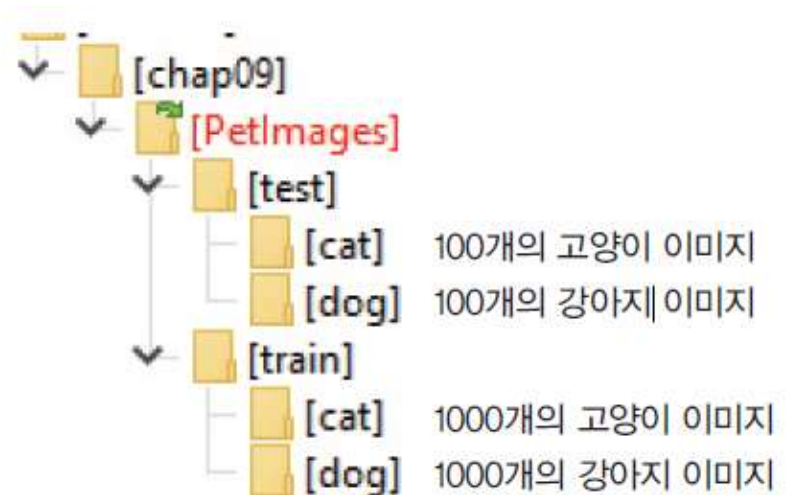 [chap09]
[PetImages]
[test]
[cat] 100개의 고양이 이미지
[dog] 100개의 강아지 이미지
[train]
[cat] 1000개의 고양이 이미지
[dog] 1000개의 강아지 이미지